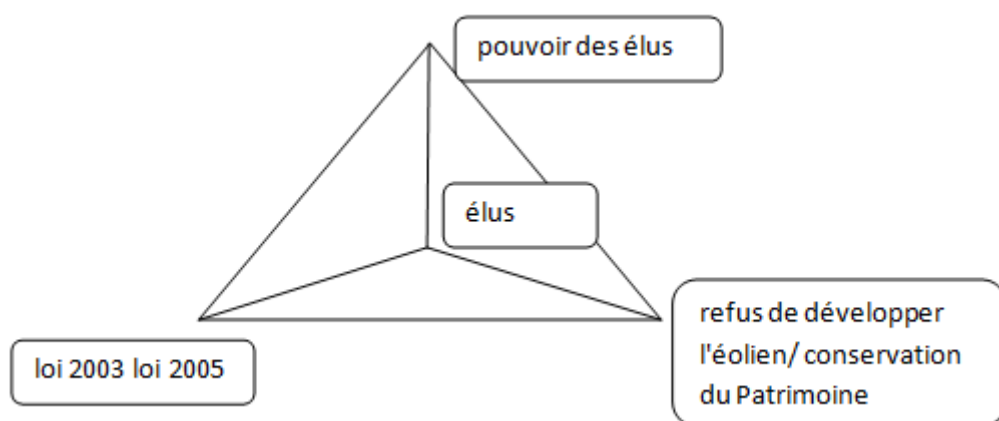 pouvoir des élus
élus
refus de développer
l'éolien/ conservation
du Patrimoine
loi 2003 loi 2005